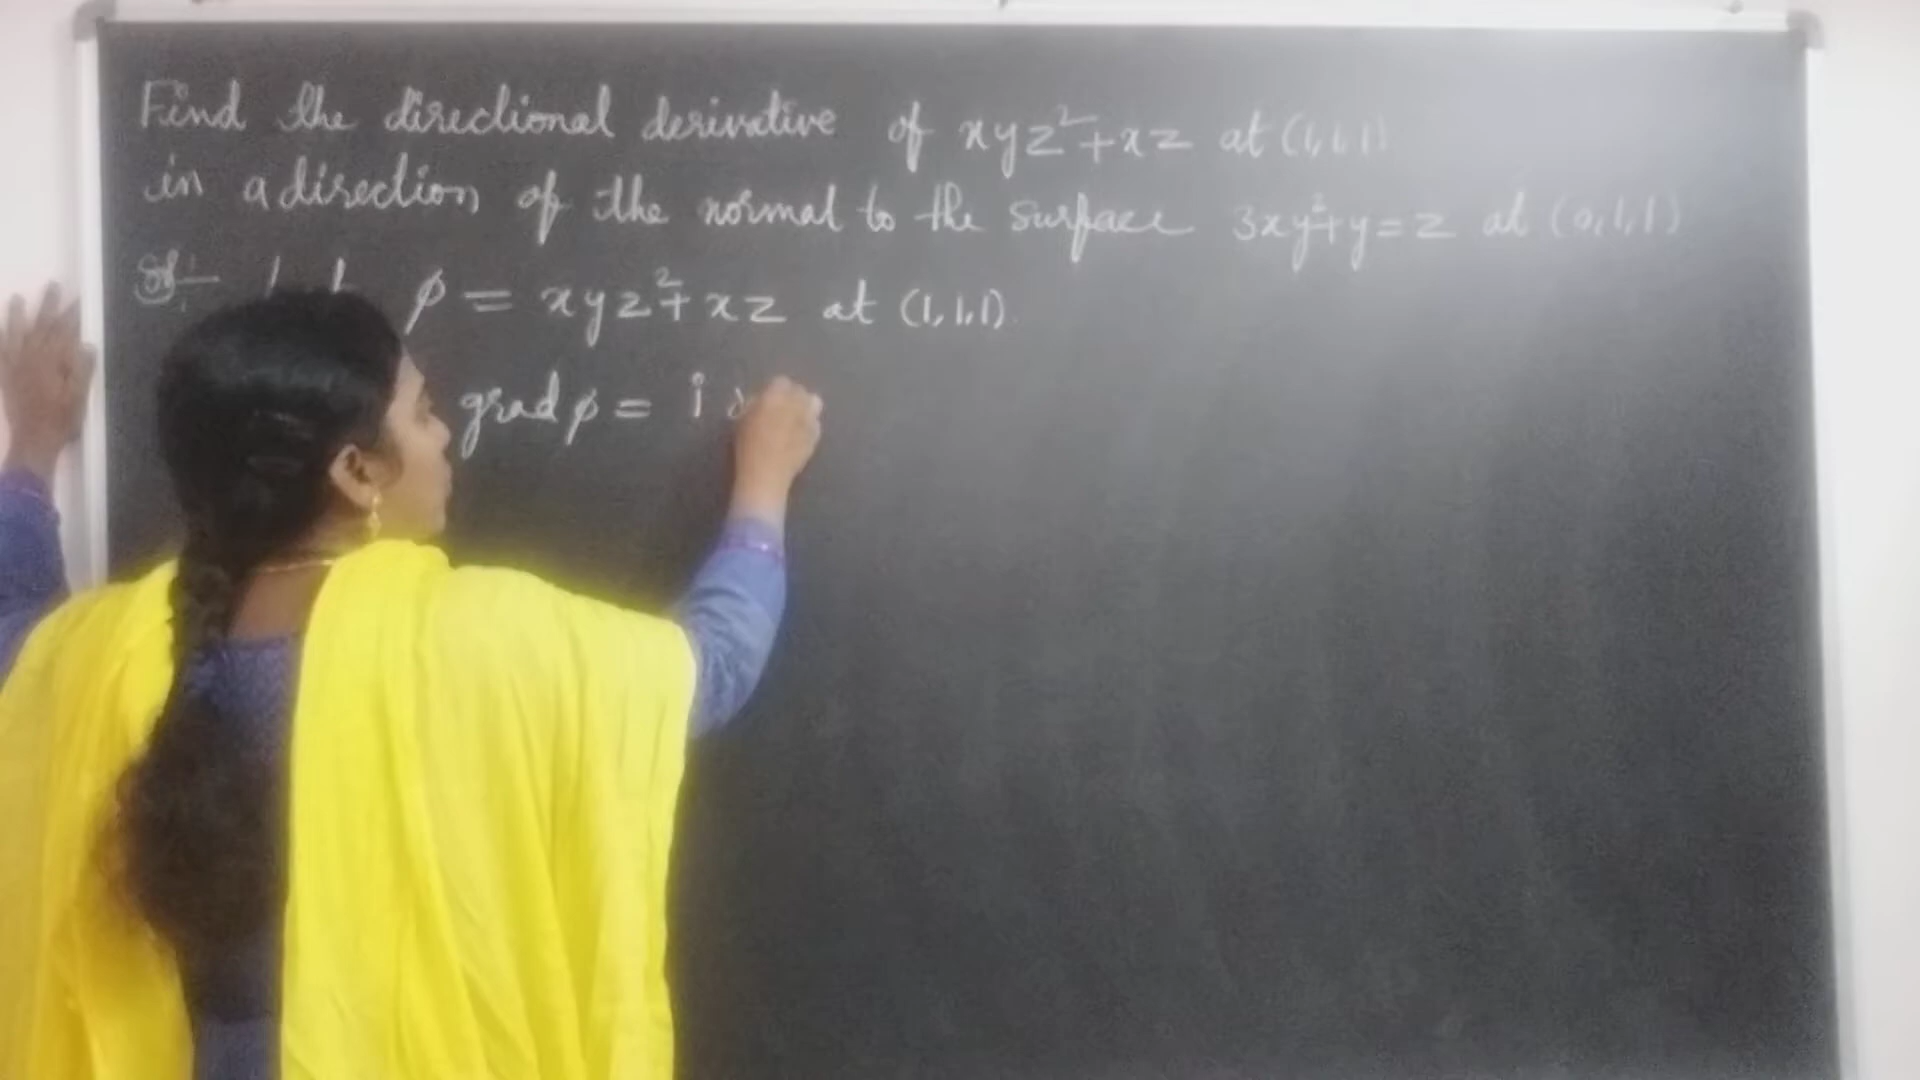 Find the directional derivative of xyz²+xz at (1,1,1)
in a direction of the normal to the surface 3xy²+y=z at (0,1,1)
Sol φ = xyz²+xz at (1,1,1).
grad φ = i